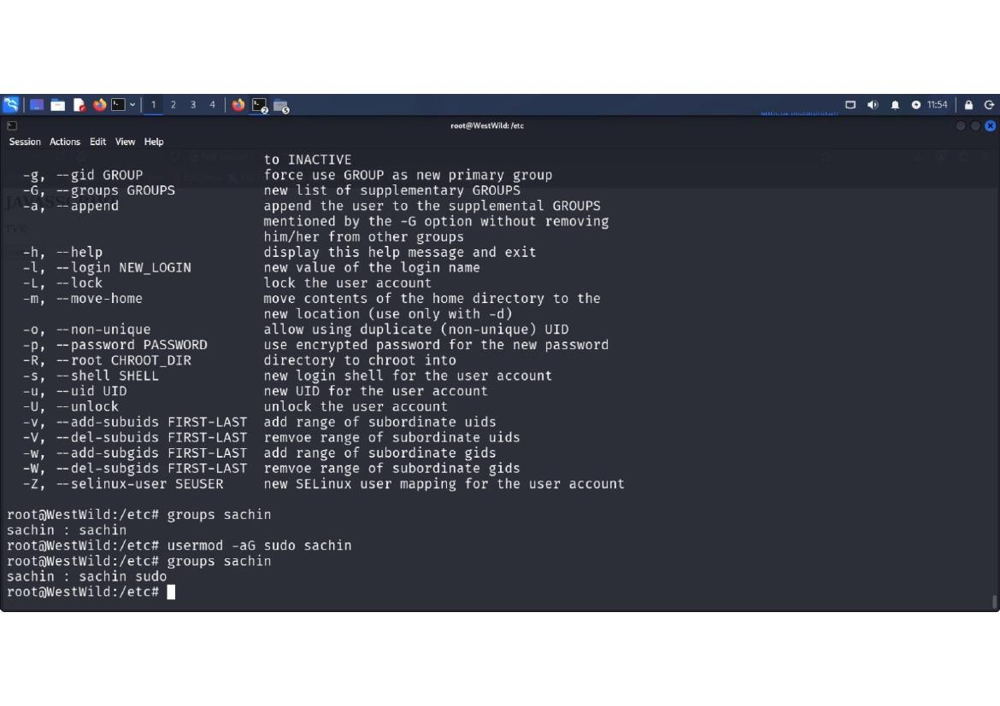 1 2 3 4
2
5
11:54
root@WestWild: /etc
Session Actions Edit View Help
to INACTIVE
-g, --gid GROUP force use GROUP as new primary group
-G, --groups GROUPS new list of supplementary GROUPS
-a, --append append the user to the supplemental GROUPS
mentioned by the -G option without removing
him/her from other groups
-h, --help display this help message and exit
-l, --login NEW_LOGIN new value of the login name
-L, --lock lock the user account
-m, --move-home move contents of the home directory to the
new location (use only with -d)
-o, --non-unique allow using duplicate (non-unique) UID
-p, --password PASSWORD use encrypted password for the new password
-R, --root CHROOT_DIR directory to chroot into
-s, --shell SHELL new login shell for the user account
-u, --uid UID new UID for the user account
-U, --unlock unlock the user account
-v, --add-subuids FIRST-LAST add range of subordinate uids
-V, --del-subuids FIRST-LAST remvoe range of subordinate uids
-w, --add-subgids FIRST-LAST add range of subordinate gids
-W, --del-subgids FIRST-LAST remvoe range of subordinate gids
-Z, --selinux-user SEUSER new SELinux user mapping for the user account
root@WestWild:/etc# groups sachin
sachin : sachin
root@WestWild:/etc# usermod -aG sudo sachin
root@WestWild:/etc# groups sachin
sachin : sachin sudo
root@WestWild:/etc#